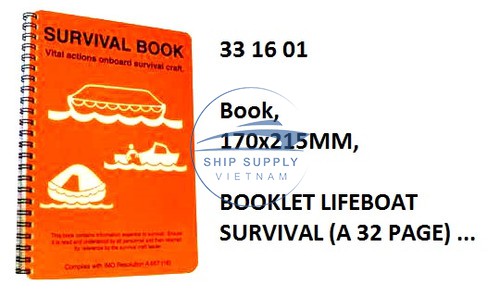 SURVIVAL BOOK
Vital actions onboard survival craft.
This book contains information essential to survival. Ensure
it is read and understood by all personnel and then retained
for reference by the survival craft leader.
Complies with IMO Resolution A.657 (16)
33 16 01
Book,
170x215MM,
SHIP SUPPLY
VIETNAM
BOOKLET LIFEBOAT
SURVIVAL (A 32 PAGE) ...